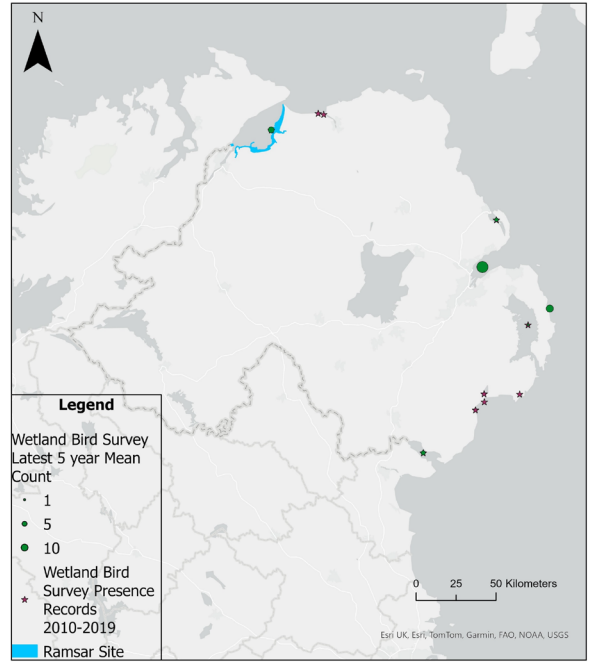 N
Legend
Wetland Bird Survey
Latest 5 year Mean
Count
1
5
10
Wetland Bird
Survey Presence
Records
2010-2019
Ramsar Site
0 25 50 Kilometers
Esri UK, Esri, TomTom, Garmin, FAO, NOAA, USGS